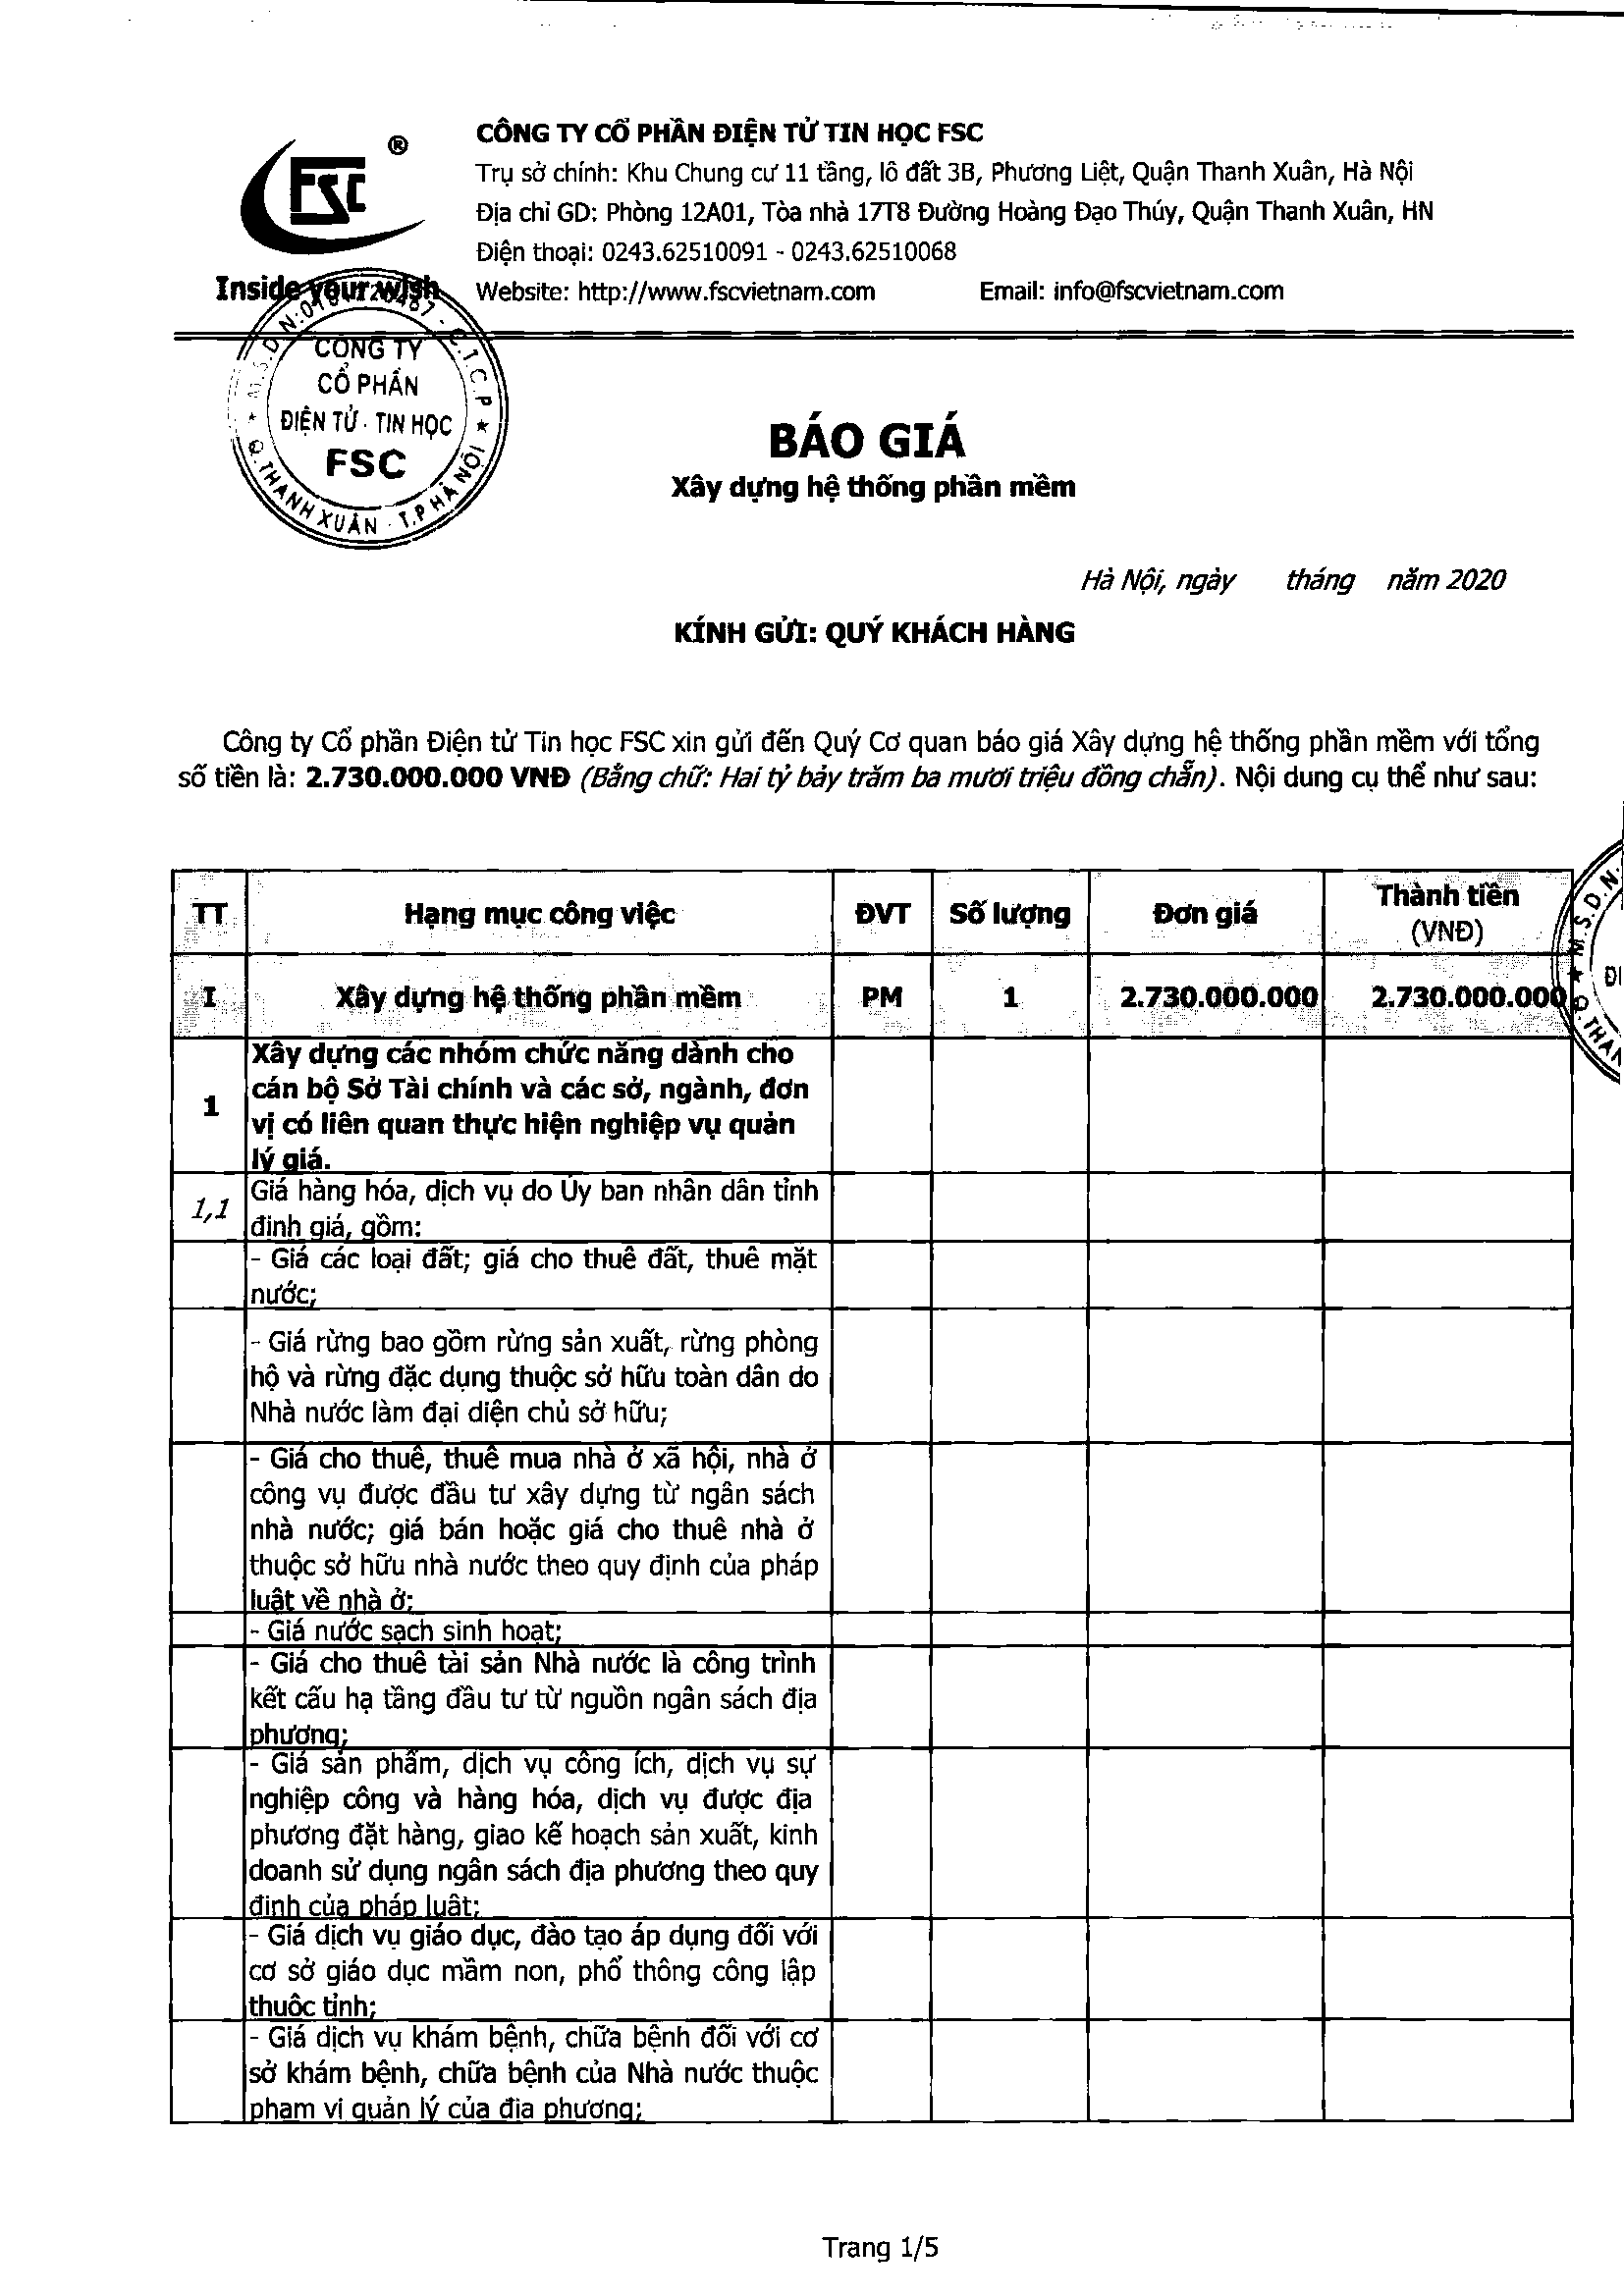 CÔNG TY CỔ PHẦN ĐIỆN TỬ TIN HỌC FSC
Trụ sở chính: Khu Chung cư 11 tầng, lô đất 3B, Phương Liệt, Quận Thanh Xuân, Hà Nội
Địa chỉ GD: Phòng 12A01, Tòa nhà 17T8 Đường Hoàng Đạo Thúy, Quận Thanh Xuân, HN
Điện thoại: 0243.62510091 - 0243.62510068
Website: http://www.fscvietnam.com Email: info@fscvietnam.com
FSC ®
Inside your wish
CÔNG TY
CỔ PHẦN
ĐIỆN TỬ - TIN HỌC
FSC
Q.THANH XUÂN - T.P HÀ NỘI
BÁO GIÁ
Xây dựng hệ thống phần mềm
Hà Nội, ngày tháng năm 2020
KÍNH GỬI: QUÝ KHÁCH HÀNG
Công ty Cổ phần Điện tử Tin học FSC xin gửi đến Quý Cơ quan báo giá Xây dựng hệ thống phần mềm với tổng
số tiền là: 2.730.000.000 VNĐ (Bằng chữ: Hai tỷ bảy trăm ba mươi triệu đồng chẵn). Nội dung cụ thể như sau:
TT Hạng mục công việc ĐVT Số lượng Đơn giá Thành tiền
(VNĐ)
I Xây dựng hệ thống phần mềm PM 1 2.730.000.000 2.730.000.000
1 Xây dựng các nhóm chức năng dành cho
cán bộ Sở Tài chính và các sở, ngành, đơn
vị có liên quan thực hiện nghiệp vụ quản
lý giá.
1,1 Giá hàng hóa, dịch vụ do Ủy ban nhân dân tỉnh
định giá, gồm:
- Giá các loại đất; giá cho thuê đất, thuê mặt
nước;
- Giá rừng bao gồm rừng sản xuất, rừng phòng
hộ và rừng đặc dụng thuộc sở hữu toàn dân do
Nhà nước làm đại diện chủ sở hữu;
- Giá cho thuê, thuê mua nhà ở xã hội, nhà ở
công vụ được đầu tư xây dựng từ ngân sách
nhà nước; giá bán hoặc giá cho thuê nhà ở
thuộc sở hữu nhà nước theo quy định của pháp
luật về nhà ở;
- Giá nước sạch sinh hoạt;
- Giá cho thuê tài sản Nhà nước là công trình
kết cấu hạ tầng đầu tư từ nguồn ngân sách địa
phương;
- Giá sản phẩm, dịch vụ công ích, dịch vụ sự
nghiệp công và hàng hóa, dịch vụ được địa
phương đặt hàng, giao kế hoạch sản xuất, kinh
doanh sử dụng ngân sách địa phương theo quy
định của pháp luật;
- Giá dịch vụ giáo dục, đào tạo áp dụng đối với
cơ sở giáo dục mầm non, phổ thông công lập
thuộc tỉnh;
- Giá dịch vụ khám bệnh, chữa bệnh đối với cơ
sở khám bệnh, chữa bệnh của Nhà nước thuộc
phạm vi quản lý của địa phương;
Trang 1/5